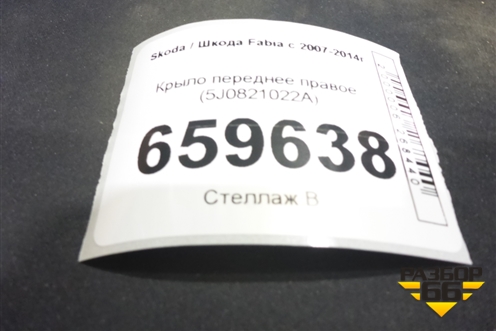 Skoda / Шкода Fabia с 2007-2014г
Крыло переднее правое
(5J0821022A)
659638
Стеллаж В
РАЗБОР
66